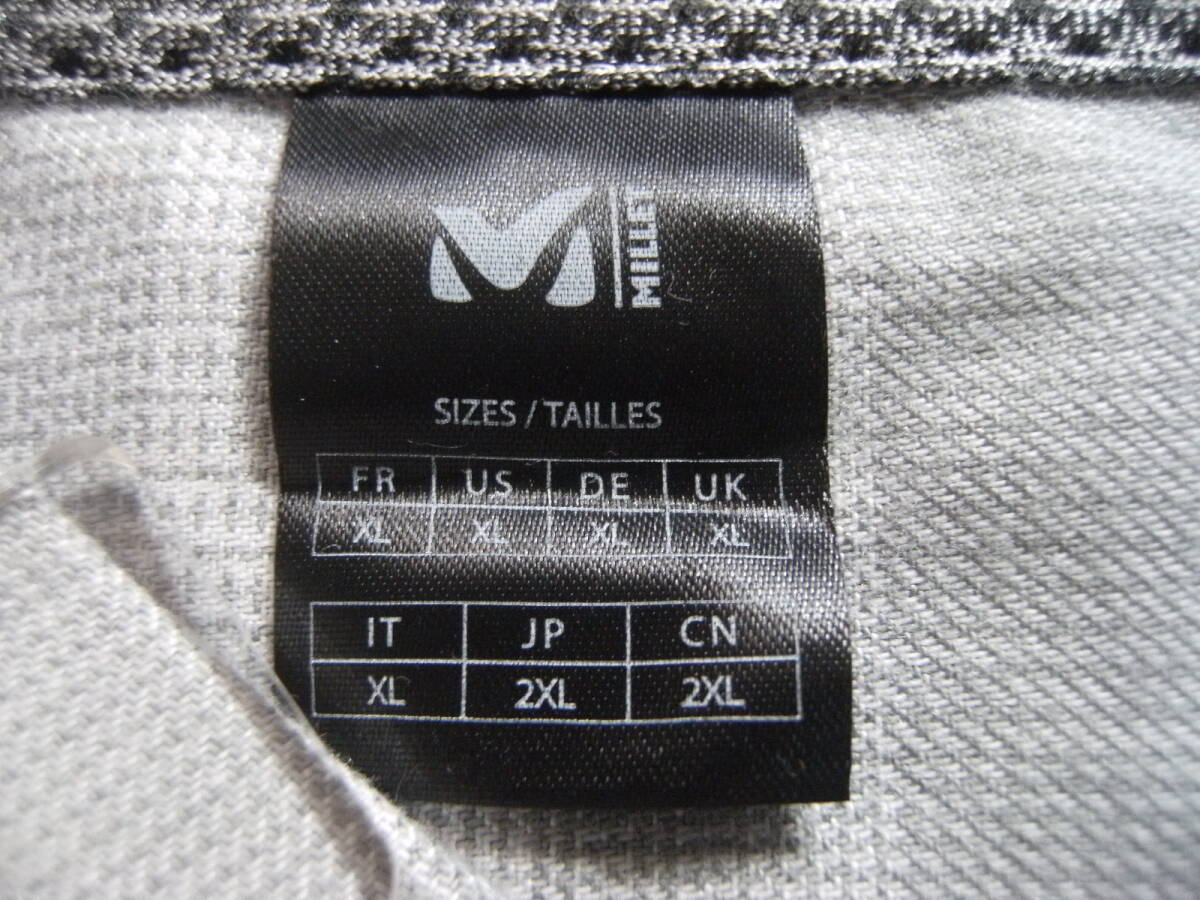 MILLET
SIZES / TAILLES
FR US DE UK
XL XL XL XL
IT JP CN
XL 2XL 2XL